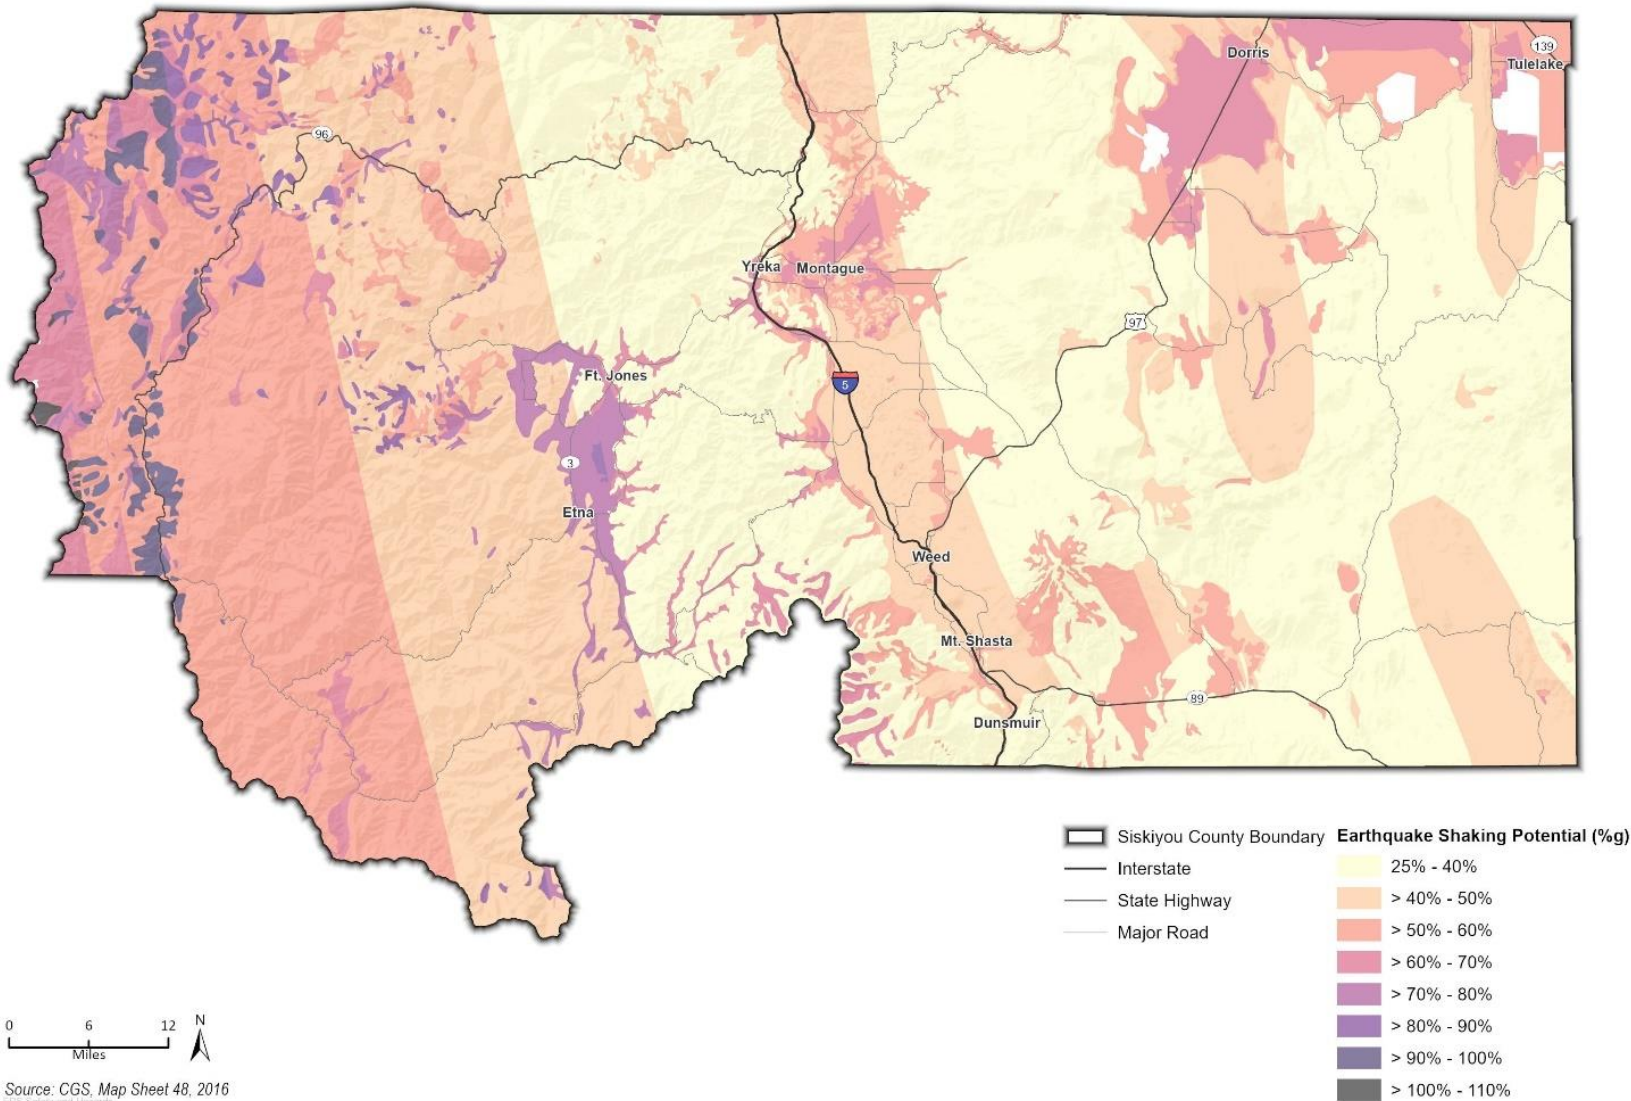 139
Dorris
Tulelake
96
Yreka
Montague
97
Ft. Jones
5
3
Etna
Weed
Mt. Shasta
89
Dunsmuir
Siskiyou County Boundary
Interstate
State Highway
Major Road
Earthquake Shaking Potential (%g)
25% - 40%
> 40% - 50%
> 50% - 60%
> 60% - 70%
> 70% - 80%
> 80% - 90%
> 90% - 100%
> 100% - 110%
0 6 12
Miles
N
Source: CGS, Map Sheet 48, 2016